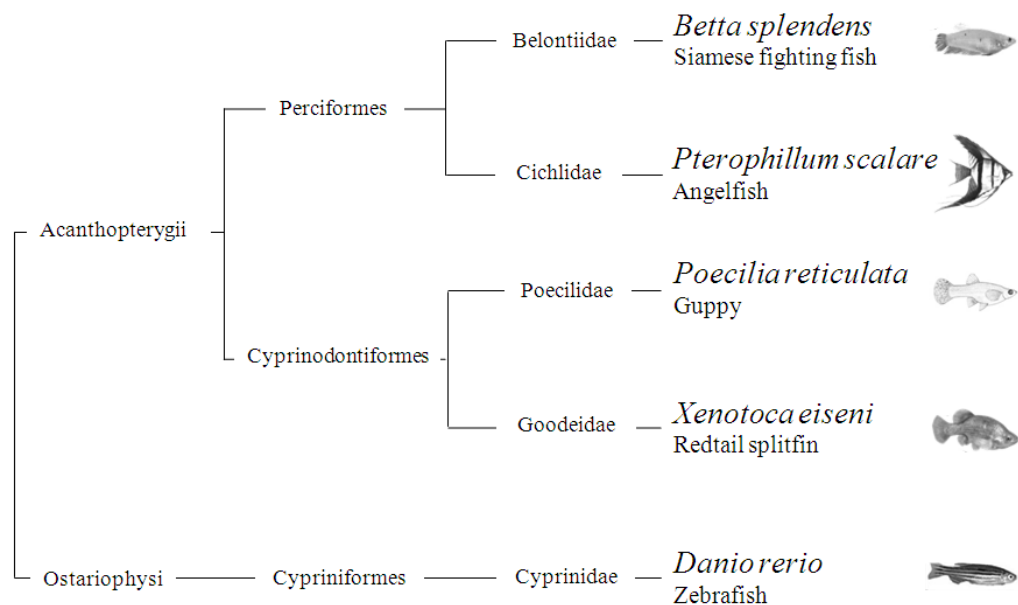 Belontiidae
Betta splendens
Siamese fighting fish
Perciformes
Cichlidae
Pterophillum scalare
Angelfish
Acanthopterygii
Poecilidae
Poecilia reticulata
Guppy
Cyprinodontiformes
Goodeidae
Xenotoca eiseni
Redtail splitfin
Ostariophysi
Cypriniformes
Cyprinidae
Danio rerio
Zebrafish